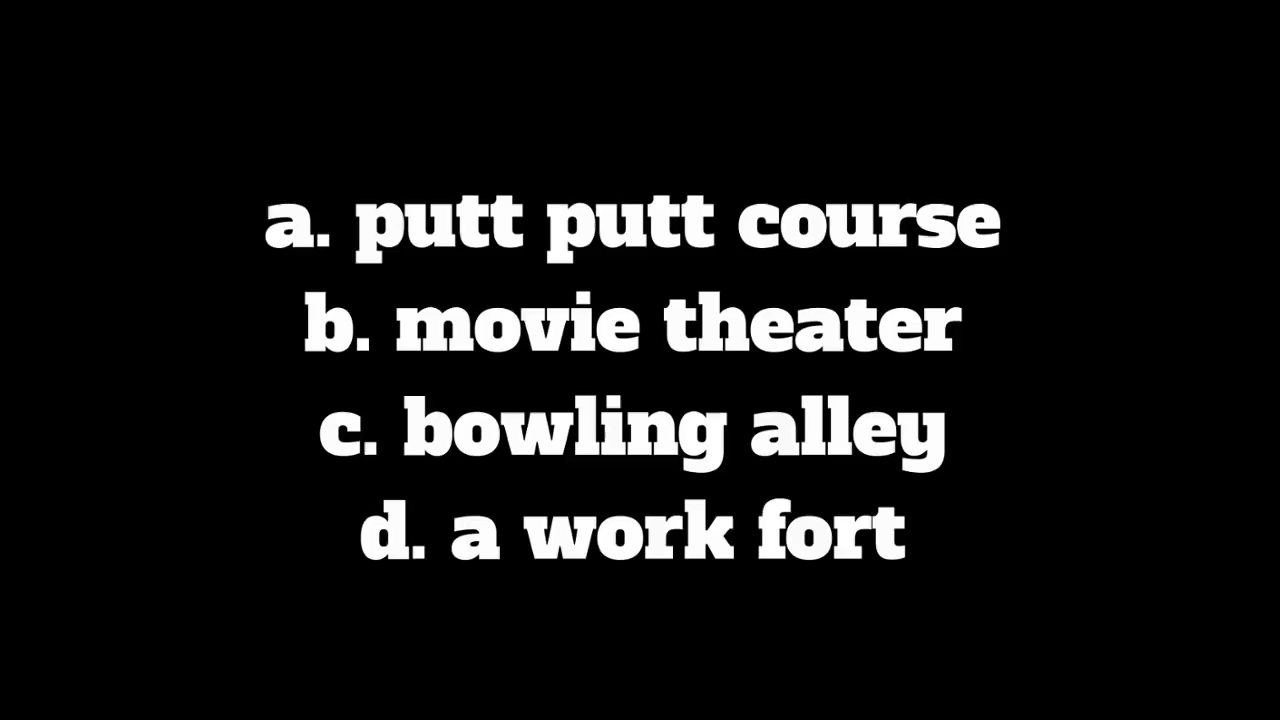 a. putt putt course
b. movie theater
c. bowling alley
d. a work fort